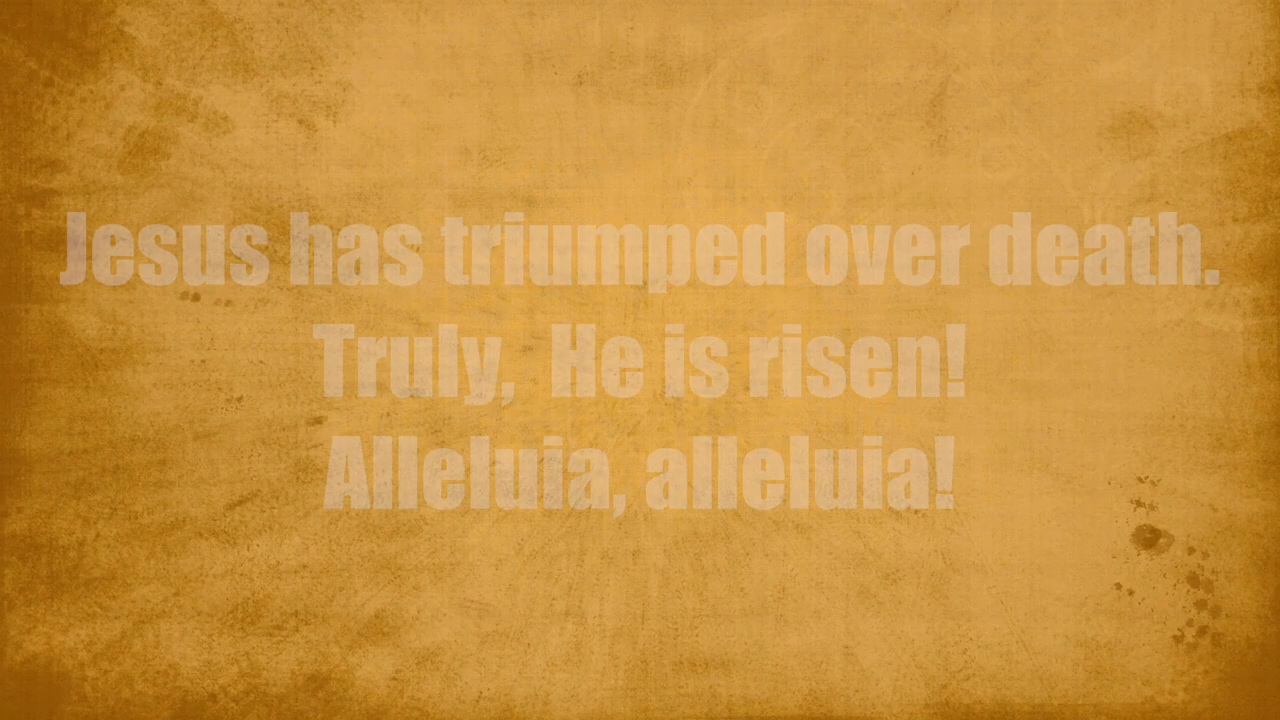 Jesus has triumped over death.
Truly,  He is risen!
Alleluia, alleluia!